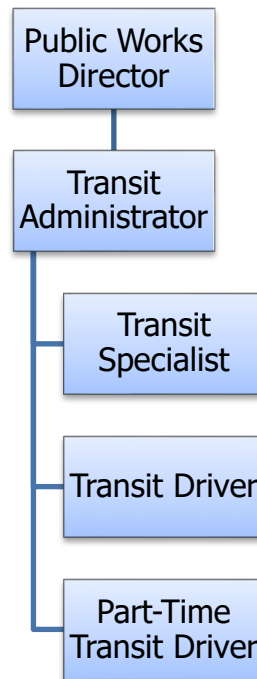 Public Works
Director
Transit
Administrator
Transit
Specialist
Transit Driver
Part-Time
Transit Driver